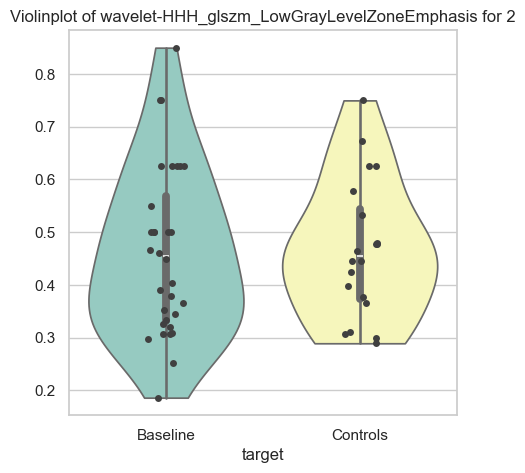 Violinplot of wavelet-HHH_glszm_LowGrayLevelZoneEmphasis for 2
0.8
0.7
0.6
0.5
0.4
0.3
0.2
Baseline Controls
target